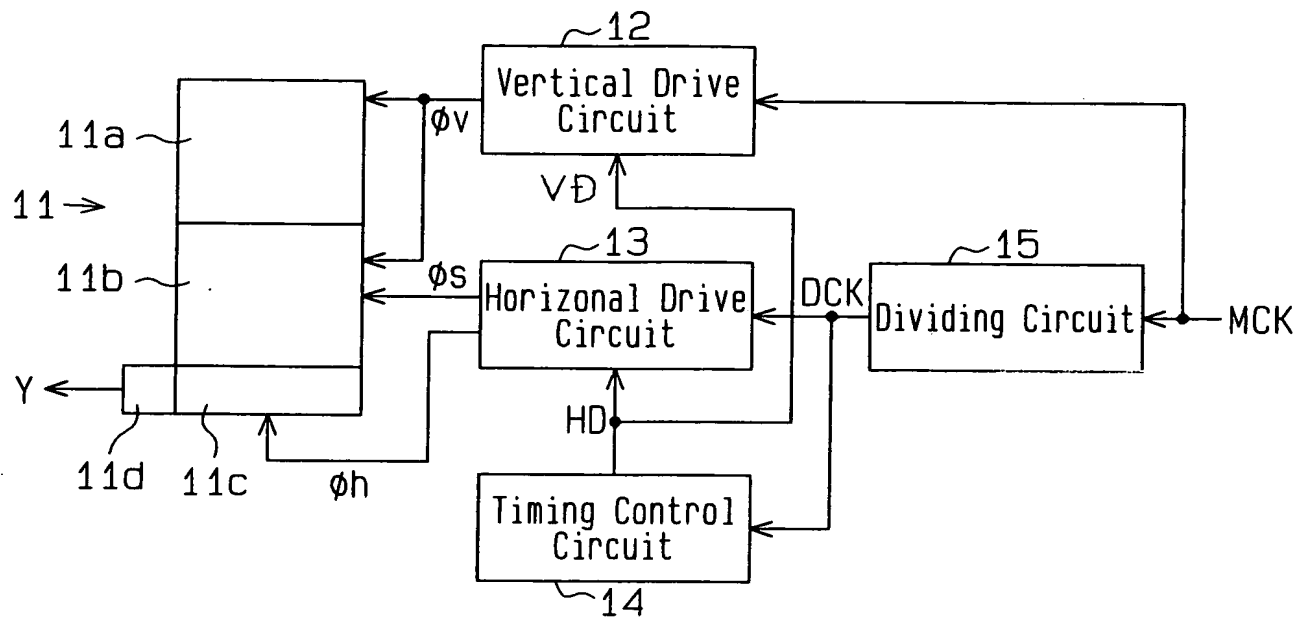 12
Vertical Drive
Circuit
11a
φv
11
VD
13
15
11b
φs
Horizonal Drive
Circuit
DCK
Dividing Circuit
MCK
Y
HD
11d
11c
φh
Timing Control
Circuit
14